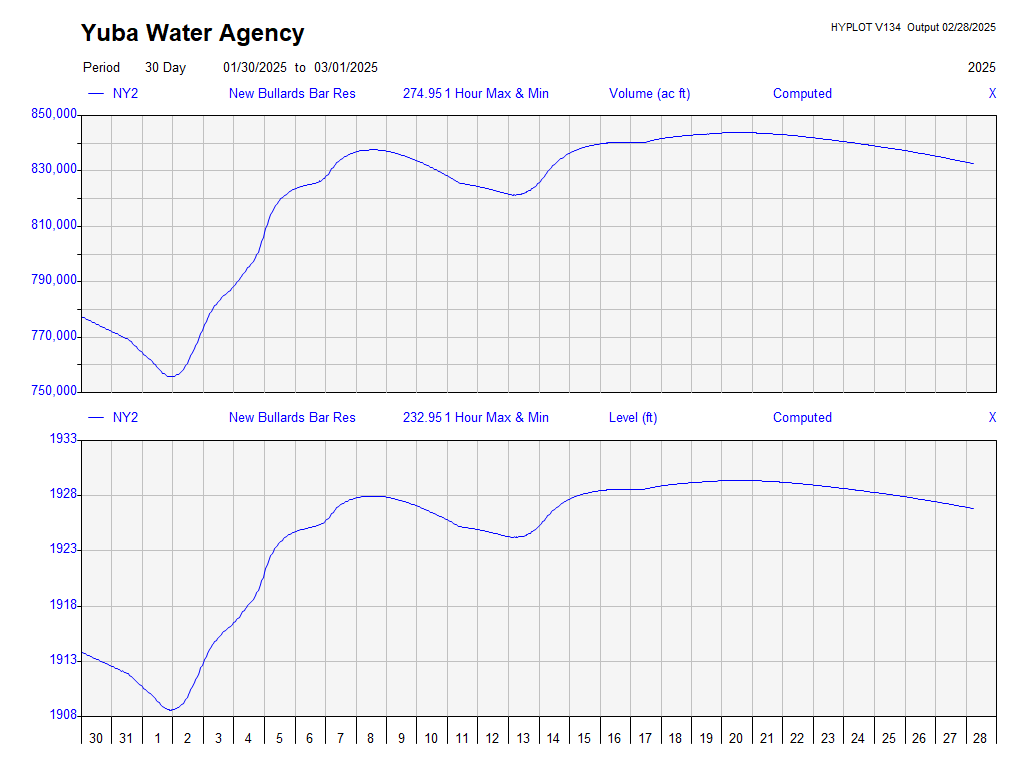 Yuba Water Agency
HYPLOT V134 Output 02/28/2025
Period 30 Day 01/30/2025 to 03/01/2025 2025
NY2 New Bullards Bar Res 274.95 1 Hour Max & Min Volume (ac ft) Computed X
850,000
830,000
810,000
790,000
770,000
750,000
NY2 New Bullards Bar Res 232.95 1 Hour Max & Min Level (ft) Computed X
1933
1928
1923
1918
1913
1908
30 31 1 2 3 4 5 6 7 8 9 10 11 12 13 14 15 16 17 18 19 20 21 22 23 24 25 26 27 28